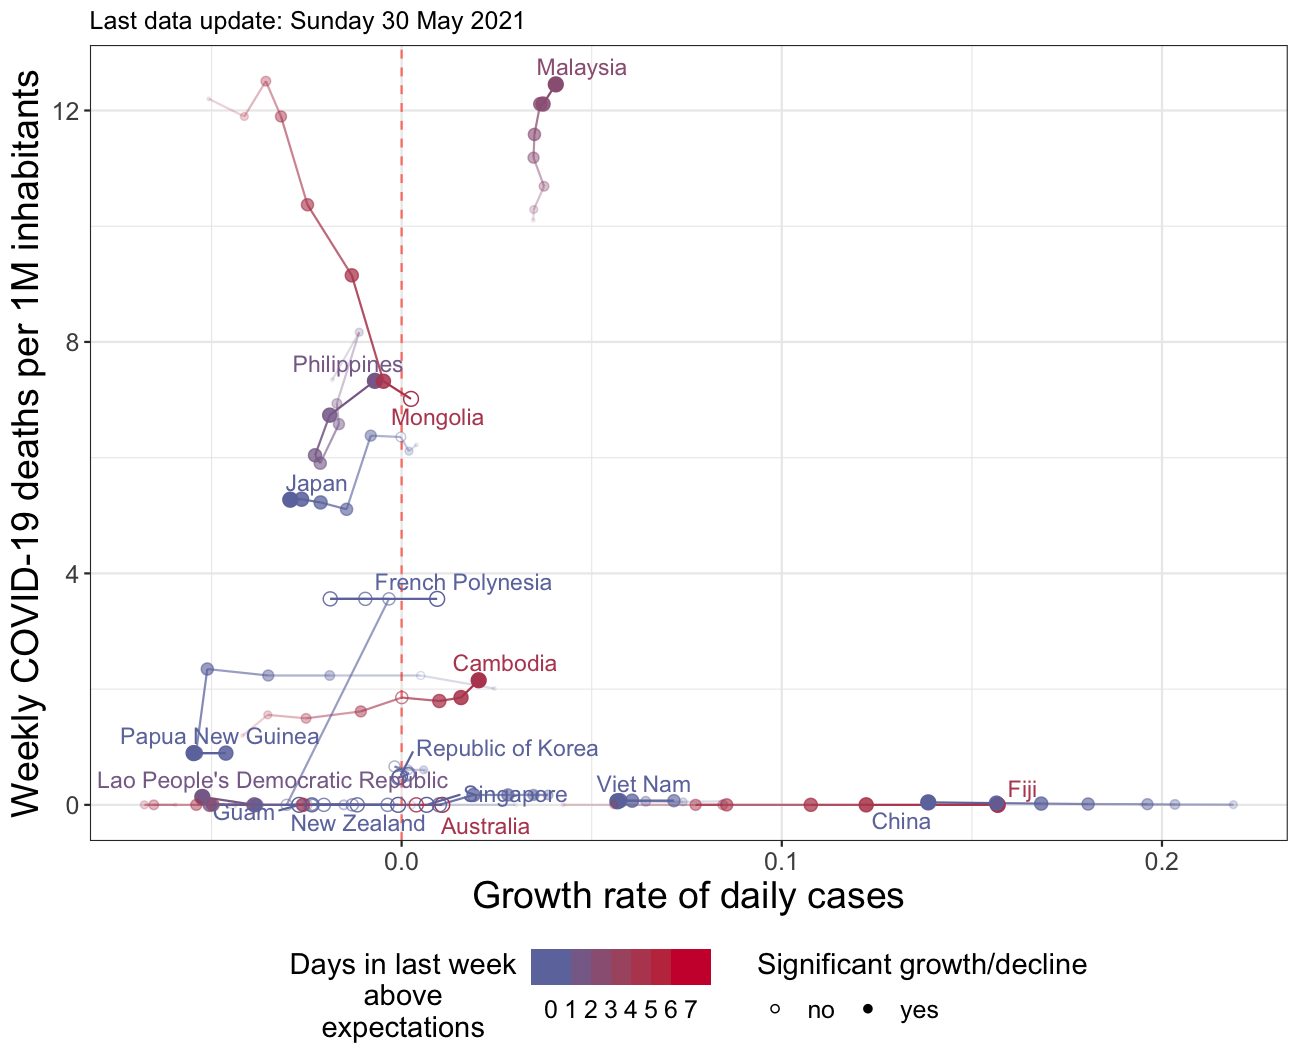 Last data update: Sunday 30 May 2021
Weekly COVID-19 deaths per 1M inhabitants
12
8
4
0
Malaysia
Philippines
Mongolia
Japan
French Polynesia
Cambodia
Papua New Guinea
Republic of Korea
Lao People's Democratic Republic
Viet Nam
Fiji
Singapore
Guam
New Zealand
Australia
China
0.0
0.1
0.2
Growth rate of daily cases
Days in last week
above
expectations
0 1 2 3 4 5 6 7
Significant growth/decline
no
yes